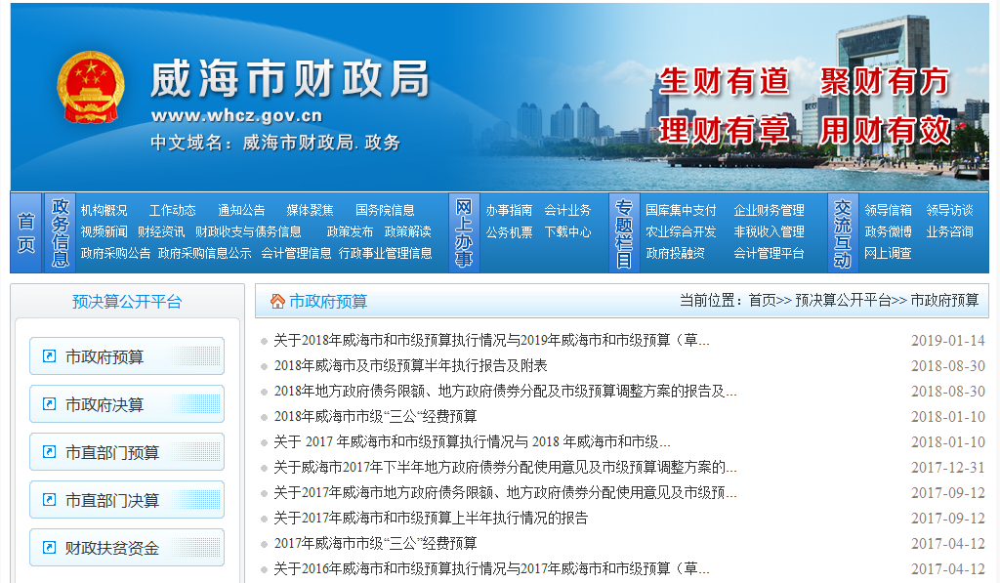 威海市财政局
www.whcz.gov.cn
中文域名：威海市财政局.政务
生财有道 聚财有方
理财有章 用财有效
首页
政务信息
机构概况 工作动态 通知公告 媒体聚焦 国务院信息
视频新闻 财经资讯 财政收支与债务信息 政策发布 政策解读
政府采购公告 政府采购信息公示 会计管理信息 行政事业管理信息
网上办事
办事指南 会计业务
公务机票 下载中心
专题栏目
国库集中支付 企业财务管理
农业综合开发 非税收入管理
政府投融资 会计管理平台
交流互动
领导信箱 领导访谈
政务微博 业务咨询
网上调查
预决算公开平台
市政府预算
市政府决算
市直部门预算
市直部门决算
财政扶贫资金
市政府预算 当前位置：首页>> 预决算公开平台>> 市政府预算
关于2018年威海市和市级预算执行情况与2019年威海市和市级预算（草... 2019-01-14
2018年威海市及市级预算半年执行报告及附表 2018-08-30
2018年地方政府债务限额、地方政府债券分配及市级预算调整方案的报告及... 2018-08-30
2018年威海市市级“三公“经费预算 2018-01-10
关于 2017 年威海市和市级预算执行情况与 2018 年威海市和市级... 2018-01-10
关于威海市2017年下半年地方政府债券分配使用意见及市级预算调整方案的... 2017-12-31
关于2017年威海市地方政府债务限额、地方政府债券分配使用意见及市级预... 2017-09-12
关于2017年威海市和市级预算上半年执行情况的报告 2017-09-12
2017年威海市市级“三公“经费预算 2017-04-12
关于2016年威海市和市级预算执行情况与2017年威海市和市级预算（草... 2017-04-12